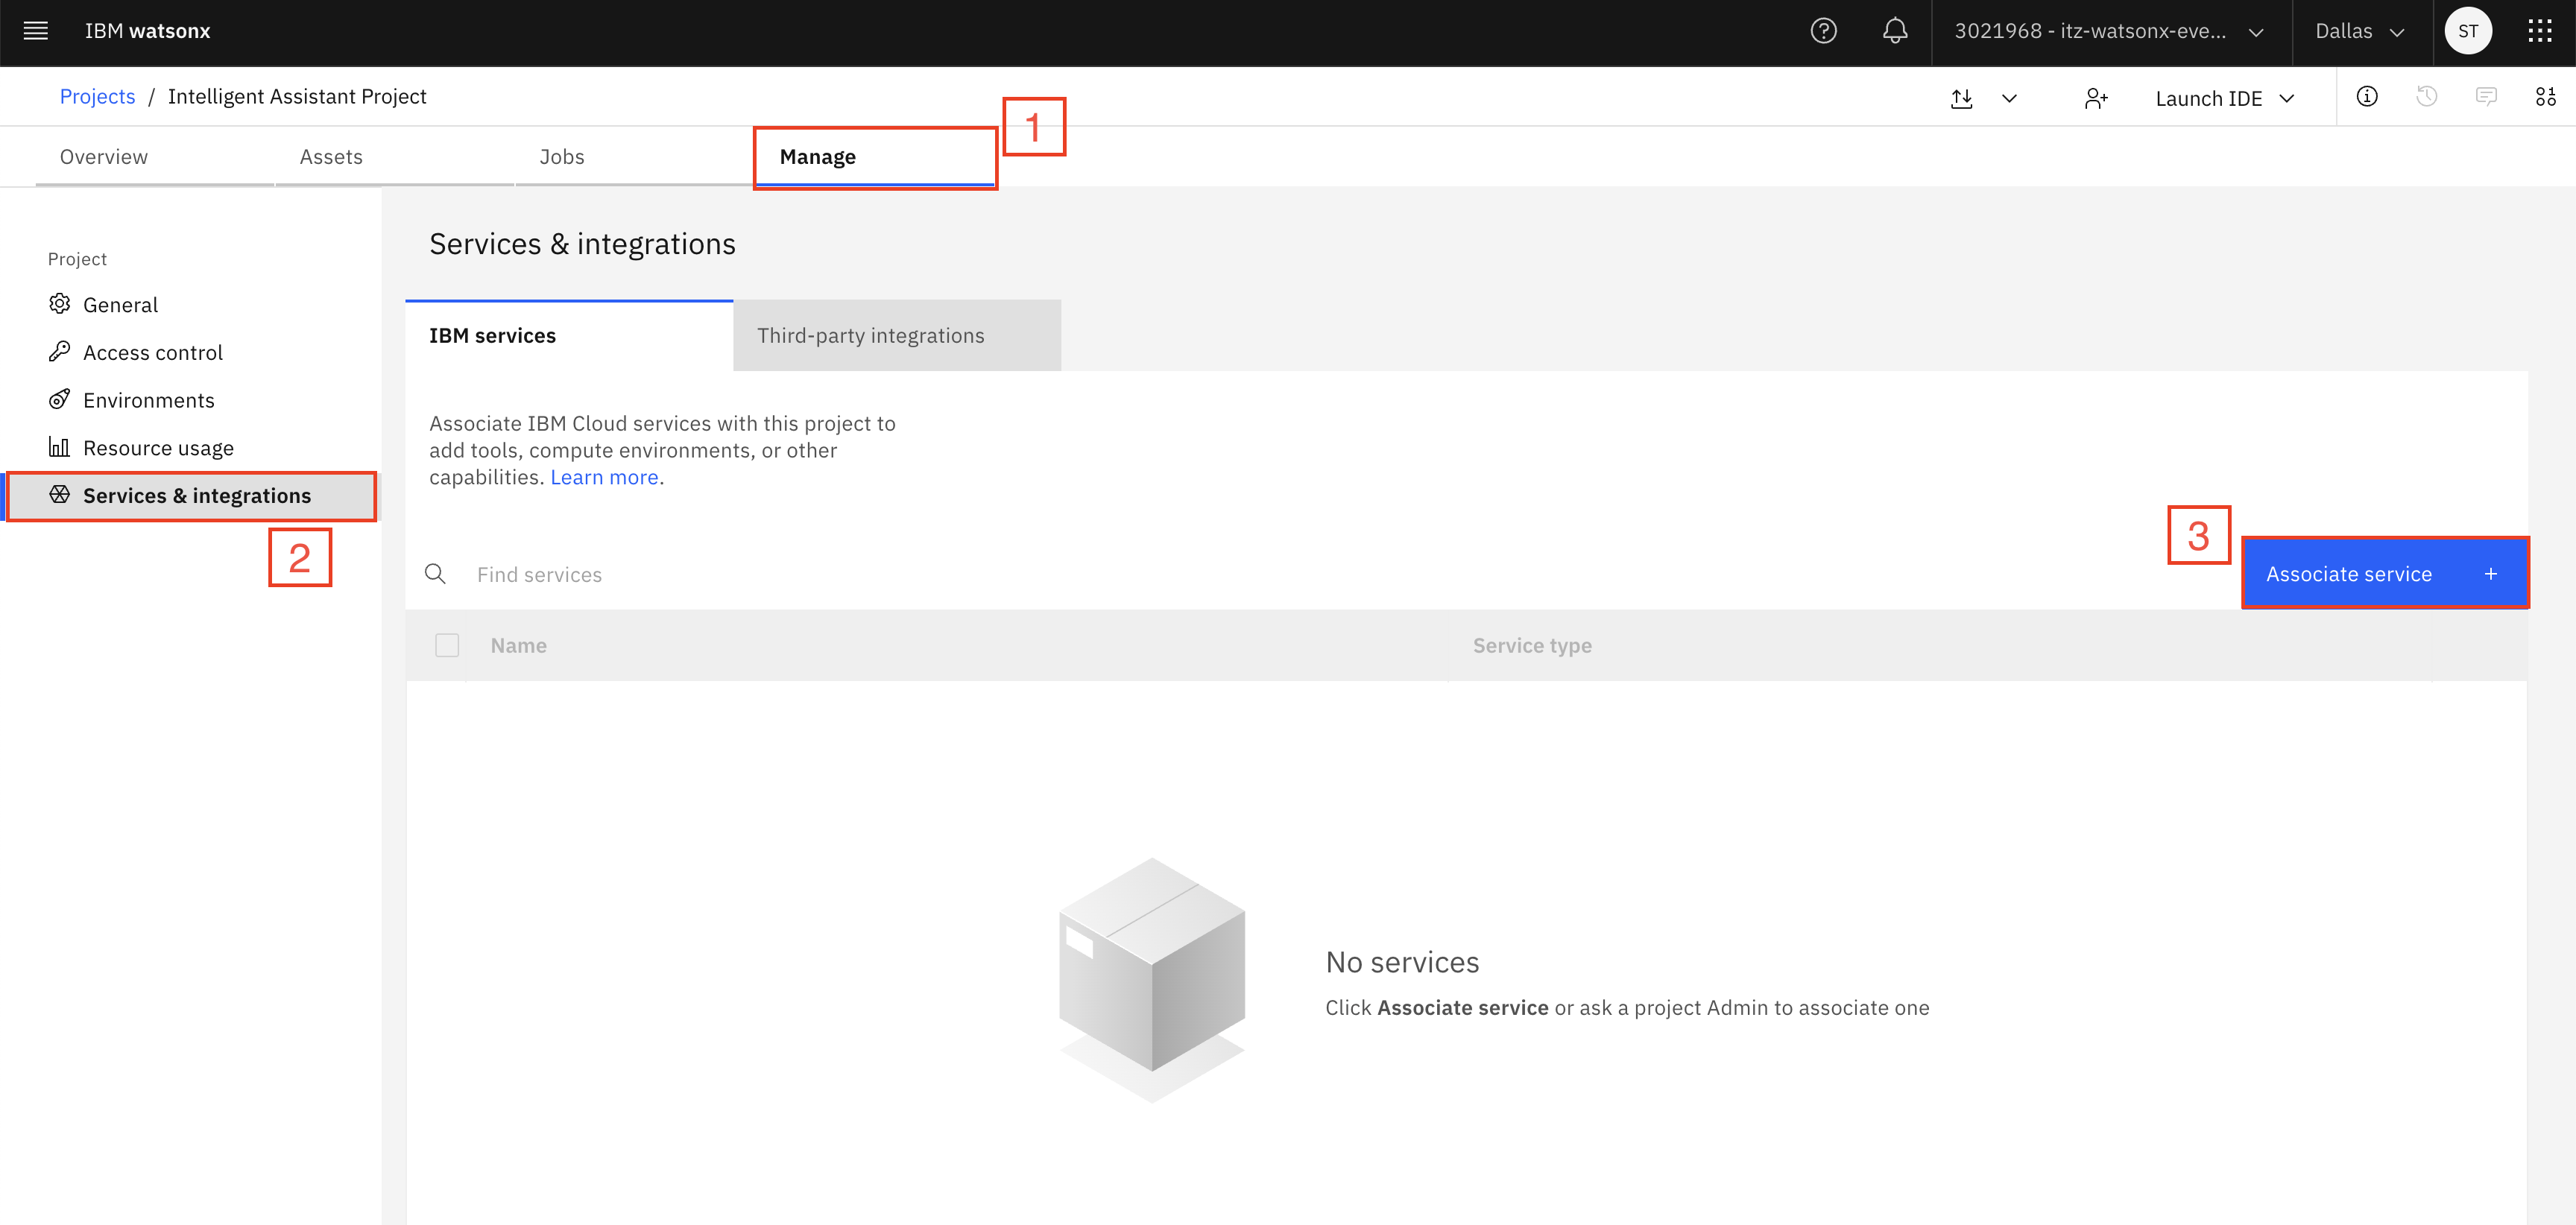 IBM watsonx
3021968 - itz-watsonx-eve...
Dallas
ST
Projects / Intelligent Assistant Project
Launch IDE
Overview
Assets
Jobs
Manage
1
Project
General
Access control
Environments
Resource usage
Services & integrations
2
Services & integrations
IBM services
Third-party integrations
Associate IBM Cloud services with this project to
add tools, compute environments, or other
capabilities. Learn more.
Find services
3
Associate service +
Name
Service type
No services
Click Associate service or ask a project Admin to associate one